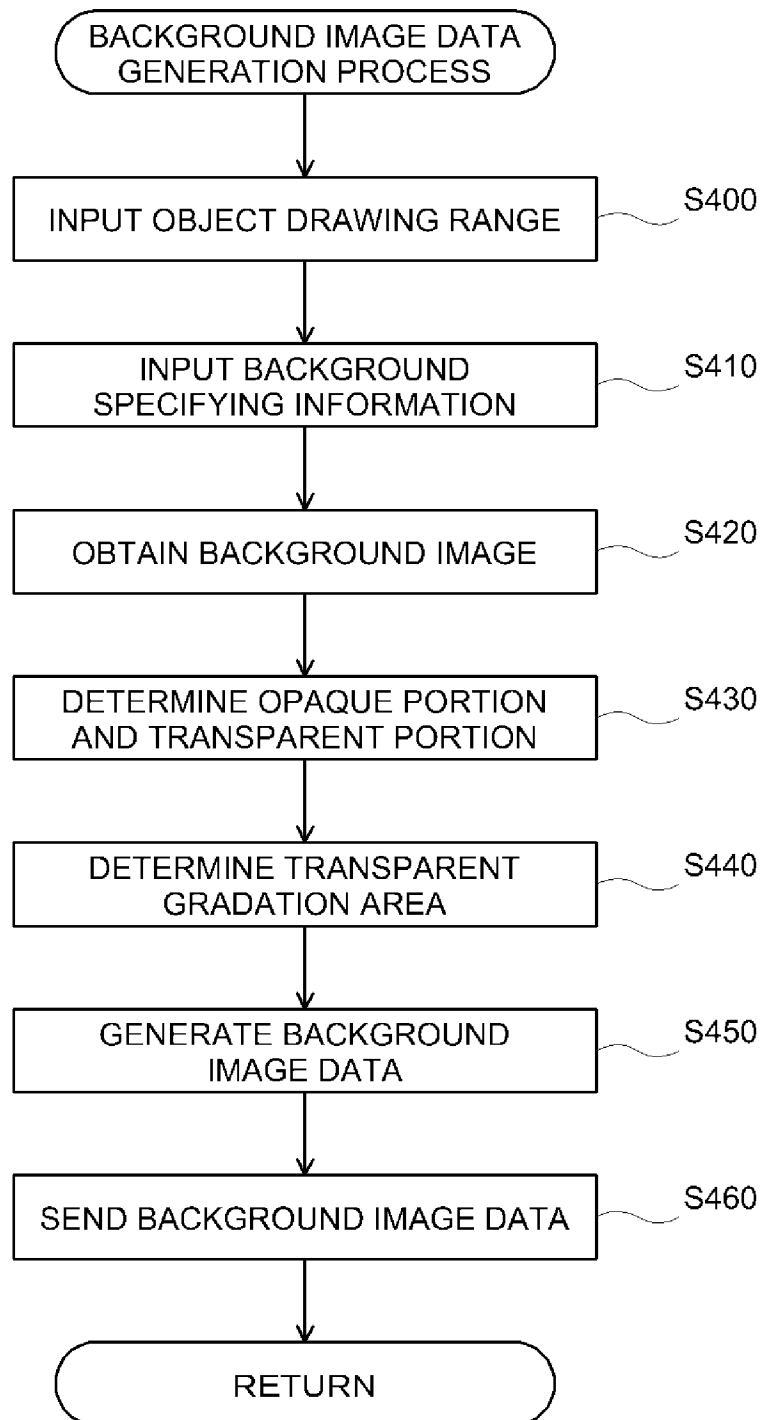 BACKGROUND IMAGE DATA
GENERATION PROCESS
INPUT OBJECT DRAWING RANGE
S400
INPUT BACKGROUND
SPECIFYING INFORMATION
S410
OBTAIN BACKGROUND IMAGE
S420
DETERMINE OPAQUE PORTION
AND TRANSPARENT PORTION
S430
DETERMINE TRANSPARENT
GRADATION AREA
S440
GENERATE BACKGROUND
IMAGE DATA
S450
SEND BACKGROUND IMAGE DATA
S460
RETURN